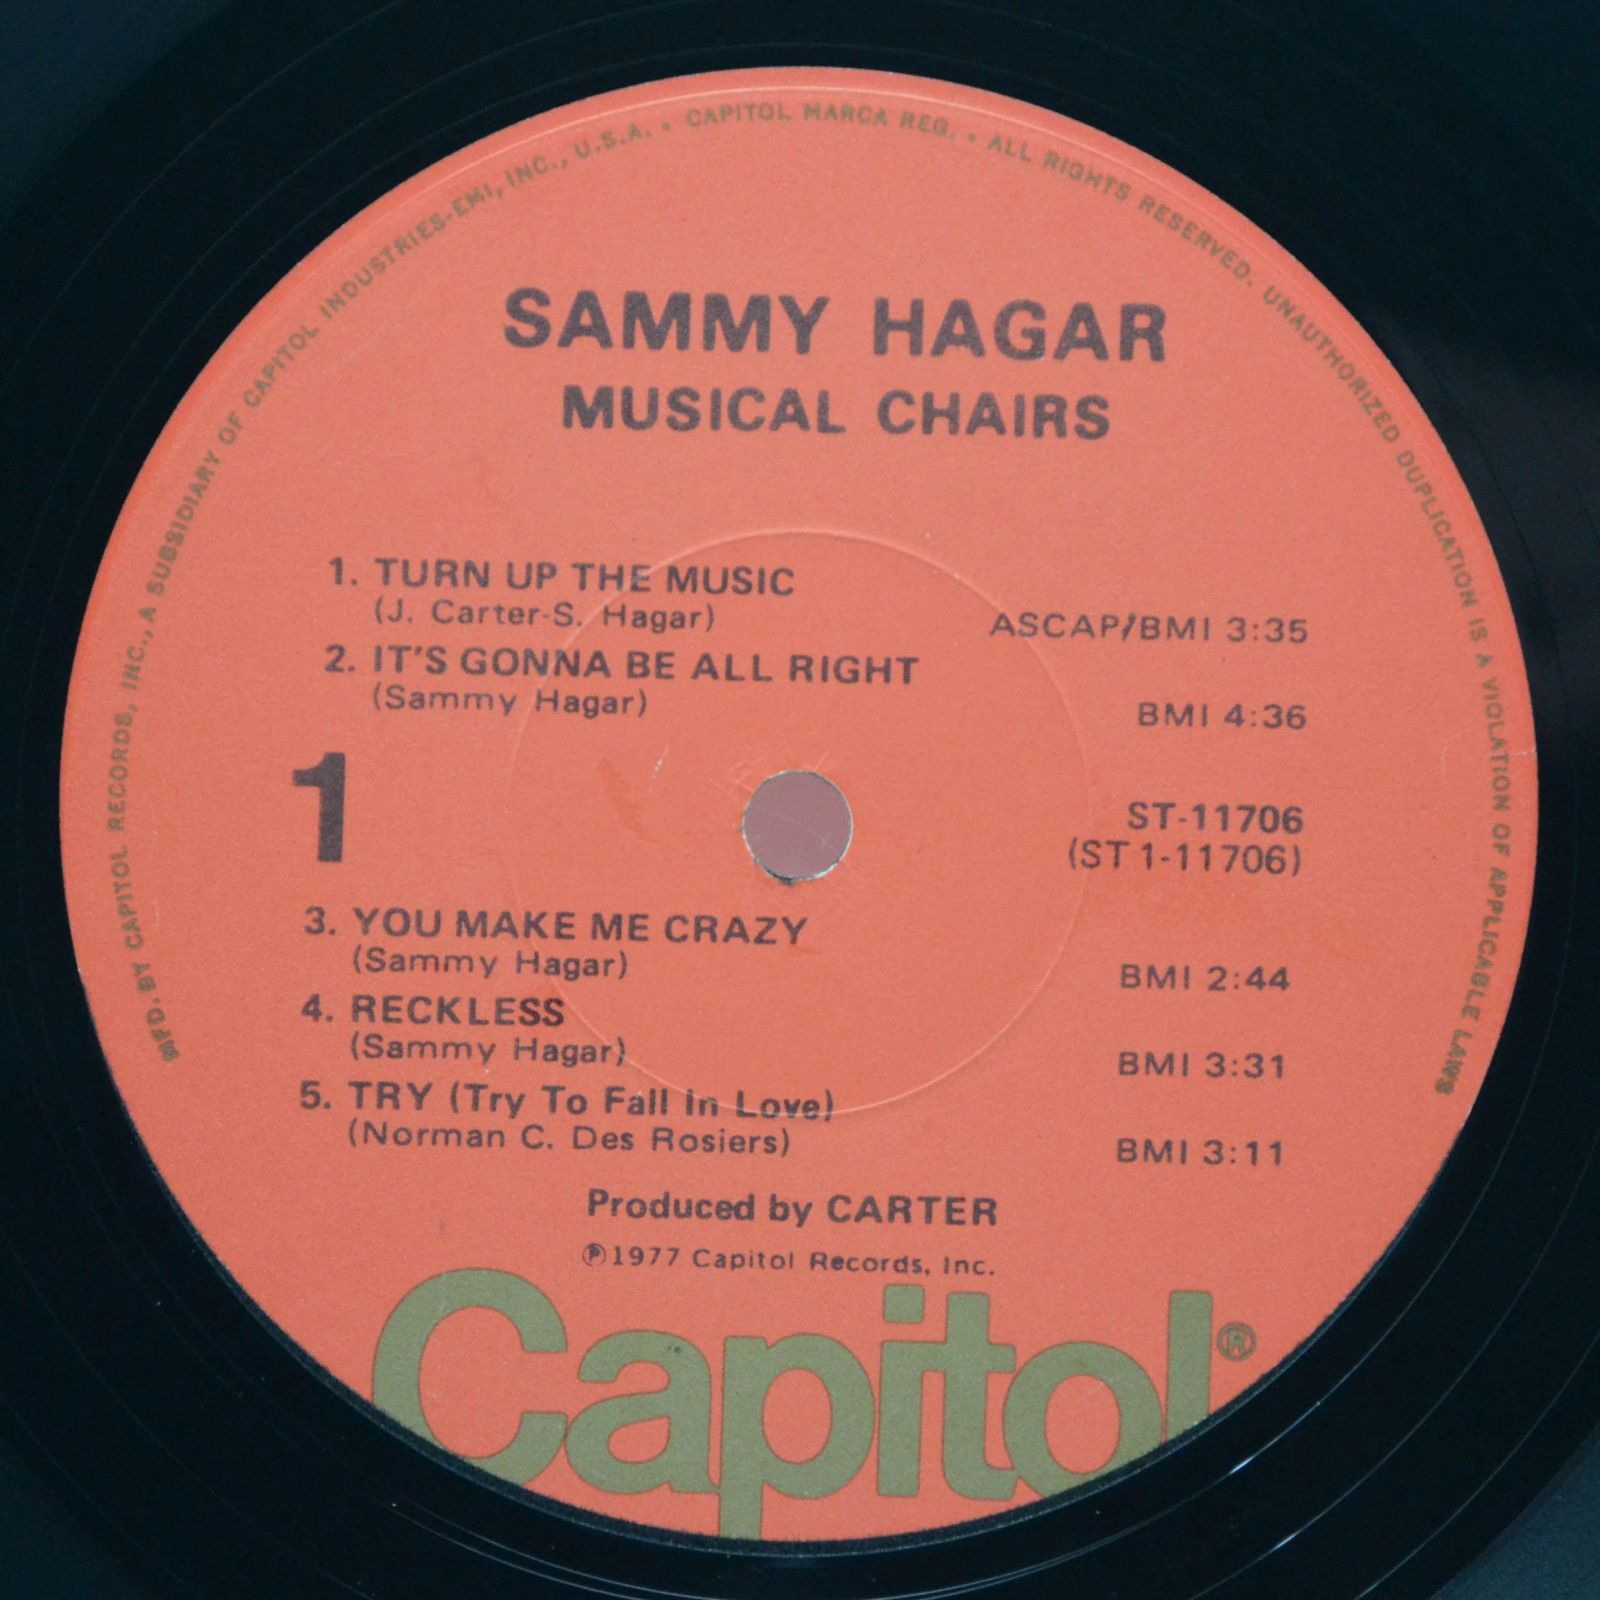 MFD. BY CAPITOL RECORDS, INC., A SUBSIDIARY OF CAPITOL INDUSTRIES-EMI, INC., U.S.A. • CAPITOL MARCA REG. • ALL RIGHTS RESERVED. UNAUTHORIZED DUPLICATION IS A VIOLATION OF APPLICABLE LAWS
SAMMY HAGAR
MUSICAL CHAIRS
1. TURN UP THE MUSIC
(J. Carter-S. Hagar) ASCAP/BMI 3:35
2. IT'S GONNA BE ALL RIGHT
(Sammy Hagar) BMI 4:36
1
ST-11706
(ST 1-11706)
3. YOU MAKE ME CRAZY
(Sammy Hagar) BMI 2:44
4. RECKLESS
(Sammy Hagar) BMI 3:31
5. TRY (Try To Fall In Love)
(Norman C. Des Rosiers) BMI 3:11
Produced by CARTER
℗1977 Capitol Records, Inc.
Capitol®